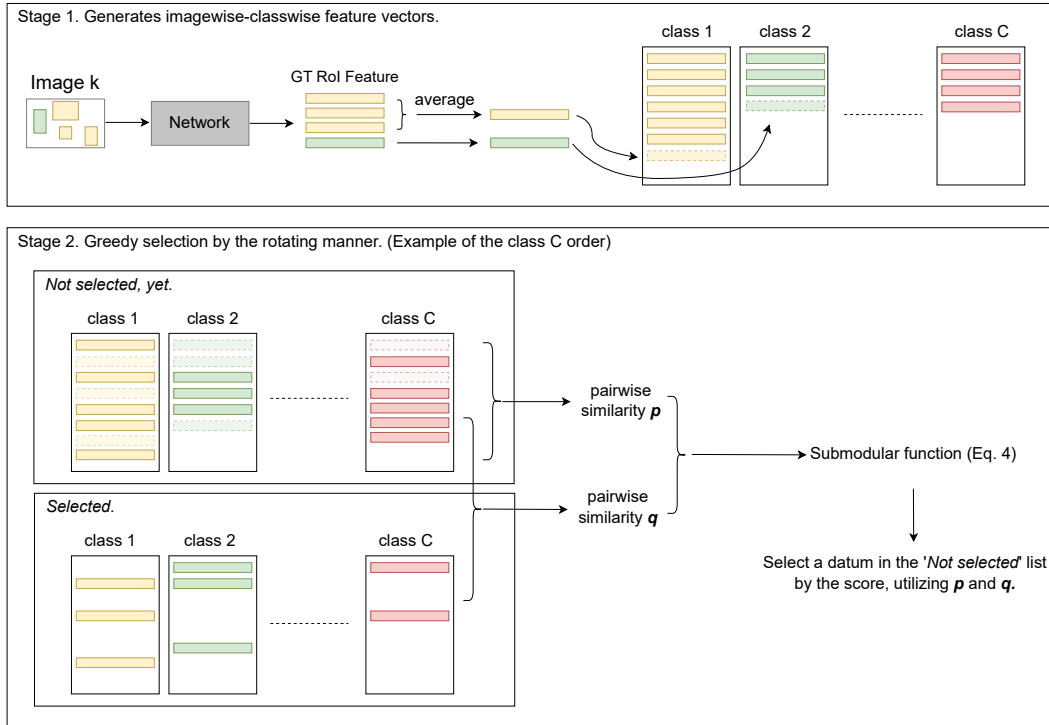 Stage 1. Generates imagewise-classwise feature vectors.
class 1
class 2
class C
Image k
GT RoI Feature
average
Network
Stage 2. Greedy selection by the rotating manner. (Example of the class C order)
Not selected, yet.
class 1
class 2
class C
pairwise
similarity p
Submodular function (Eq. 4)
pairwise
similarity q
Selected.
class 1
class 2
class C
Select a datum in the 'Not selected' list
by the score, utilizing p and q.